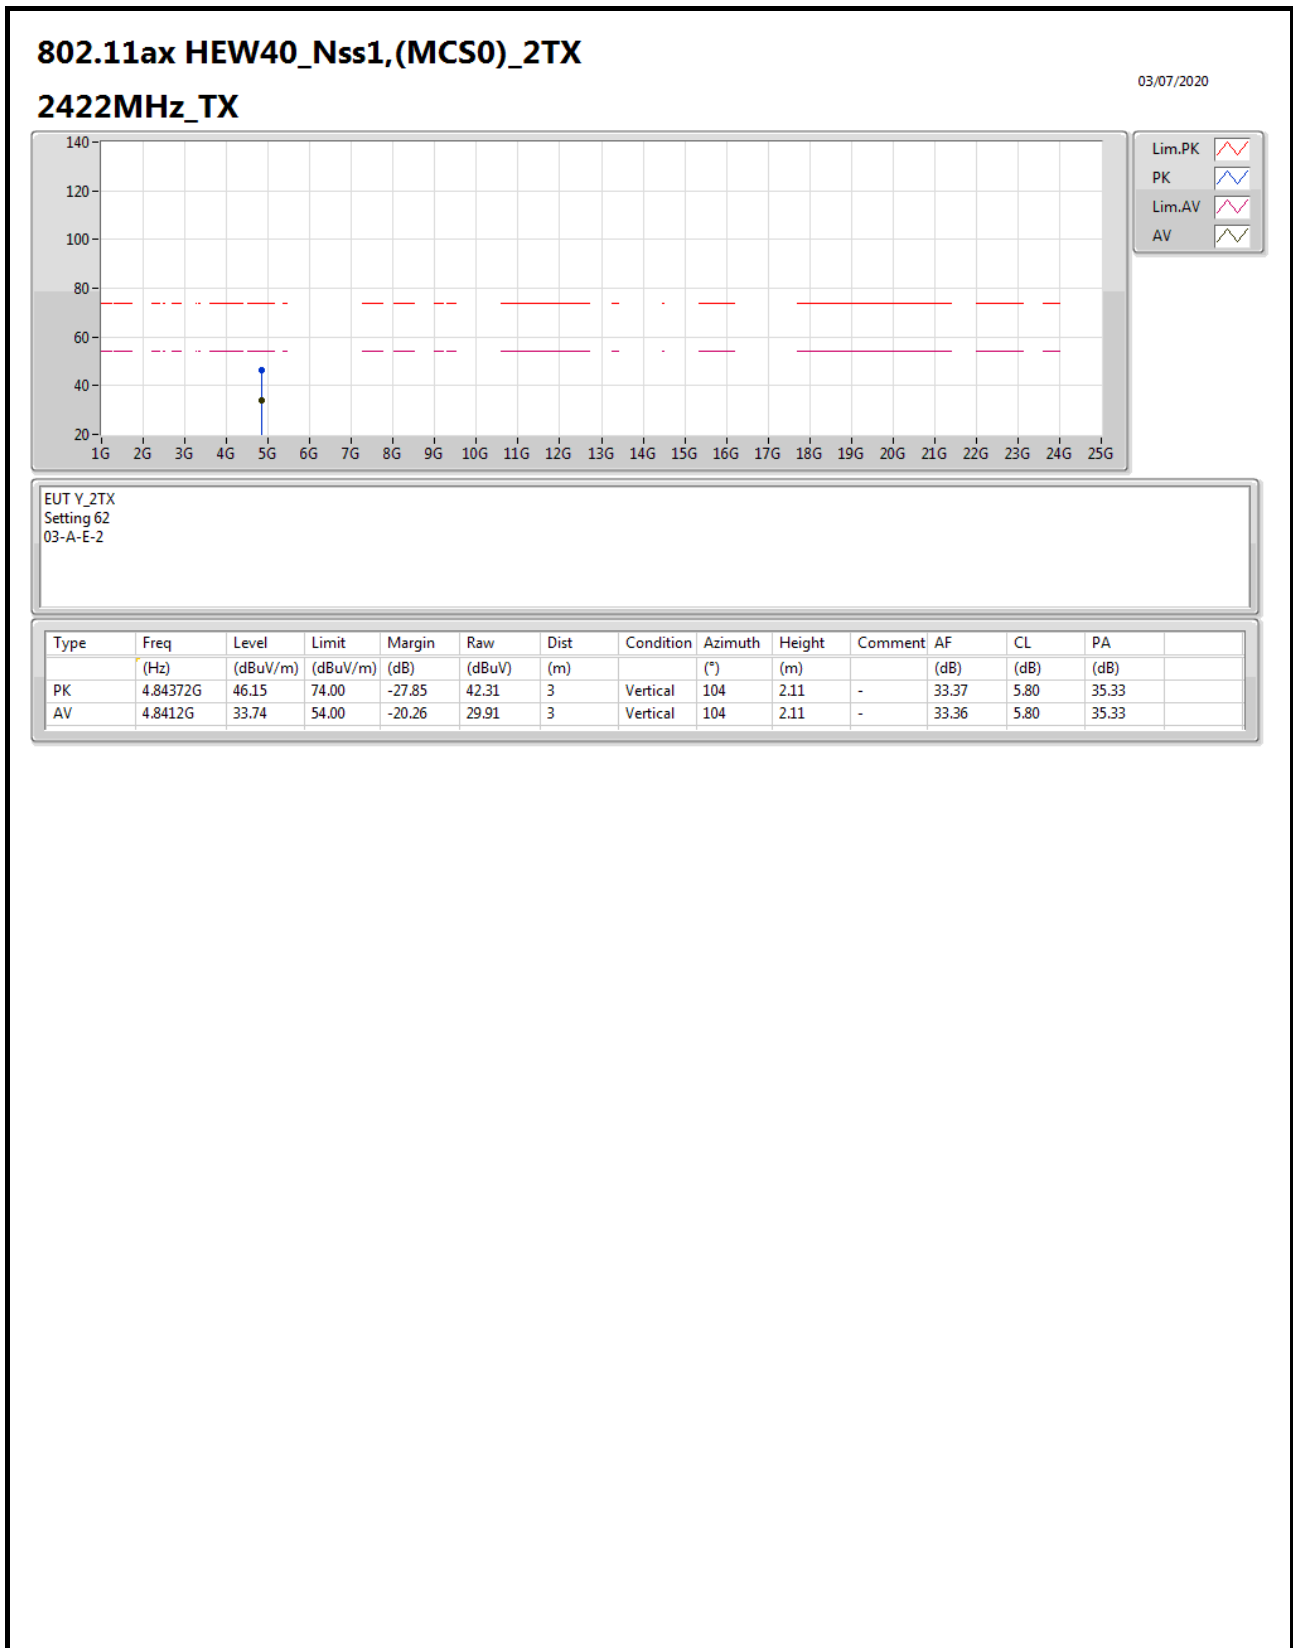 802.11ax HEW40_Nss1,(MCS0)_2TX
03/07/2020
2422MHz_TX
140
120
100
80
60
40
20
1G 2G 3G 4G 5G 6G 7G 8G 9G 10G 11G 12G 13G 14G 15G 16G 17G 18G 19G 20G 21G 22G 23G 24G 25G
Lim.PK
PK
Lim.AV
AV
EUT Y_2TX
Setting 62
03-A-E-2
Type Freq Level Limit Margin Raw Dist Condition Azimuth Height Comment AF CL PA
(Hz) (dBuV/m) (dBuV/m) (dB) (dBuV) (m) (°) (m) (dB) (dB) (dB)
PK 4.84372G 46.15 74.00 -27.85 42.31 3 Vertical 104 2.11 - 33.37 5.80 35.33
AV 4.8412G 33.74 54.00 -20.26 29.91 3 Vertical 104 2.11 - 33.36 5.80 35.33